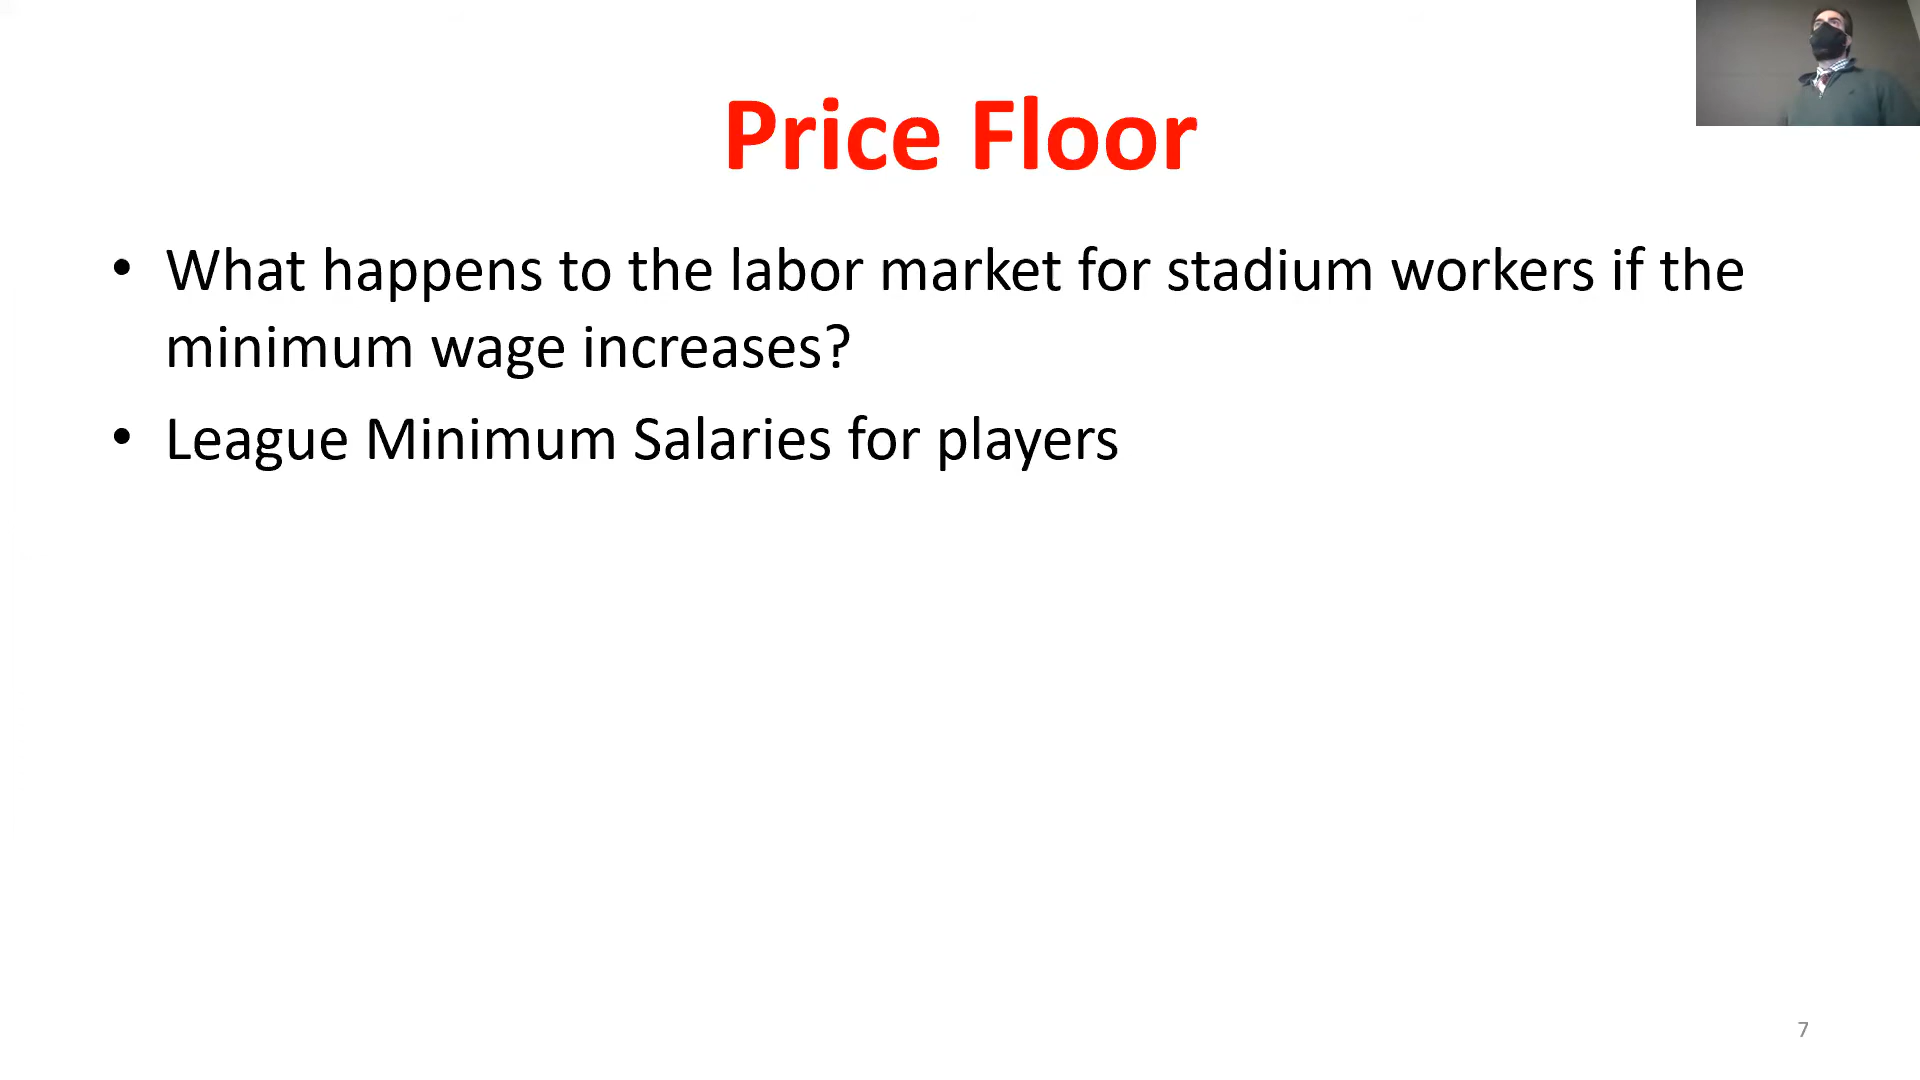 Price Floor
• What happens to the labor market for stadium workers if the
minimum wage increases?
• League Minimum Salaries for players
7